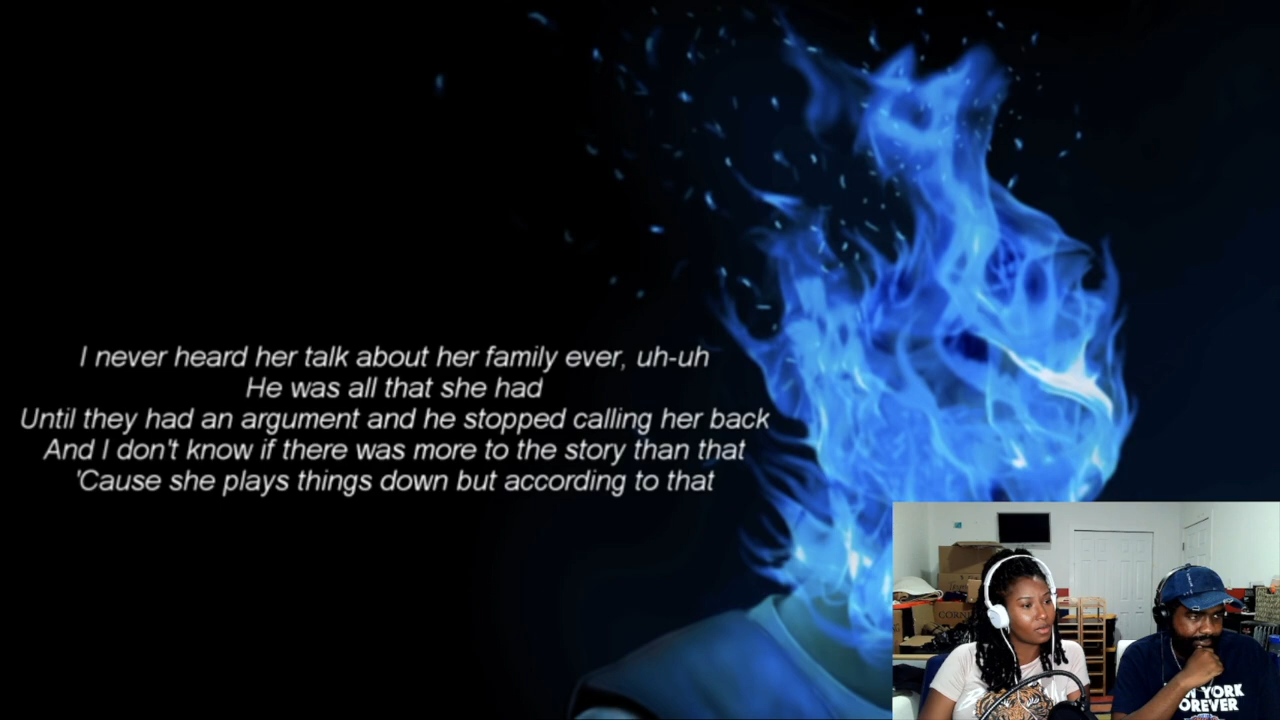 I never heard her talk about her family ever, uh-uh
He was all that she had
Until they had an argument and he stopped calling her back
And I don't know if there was more to the story than that
'Cause she plays things down but according to that
YORK
OREVER